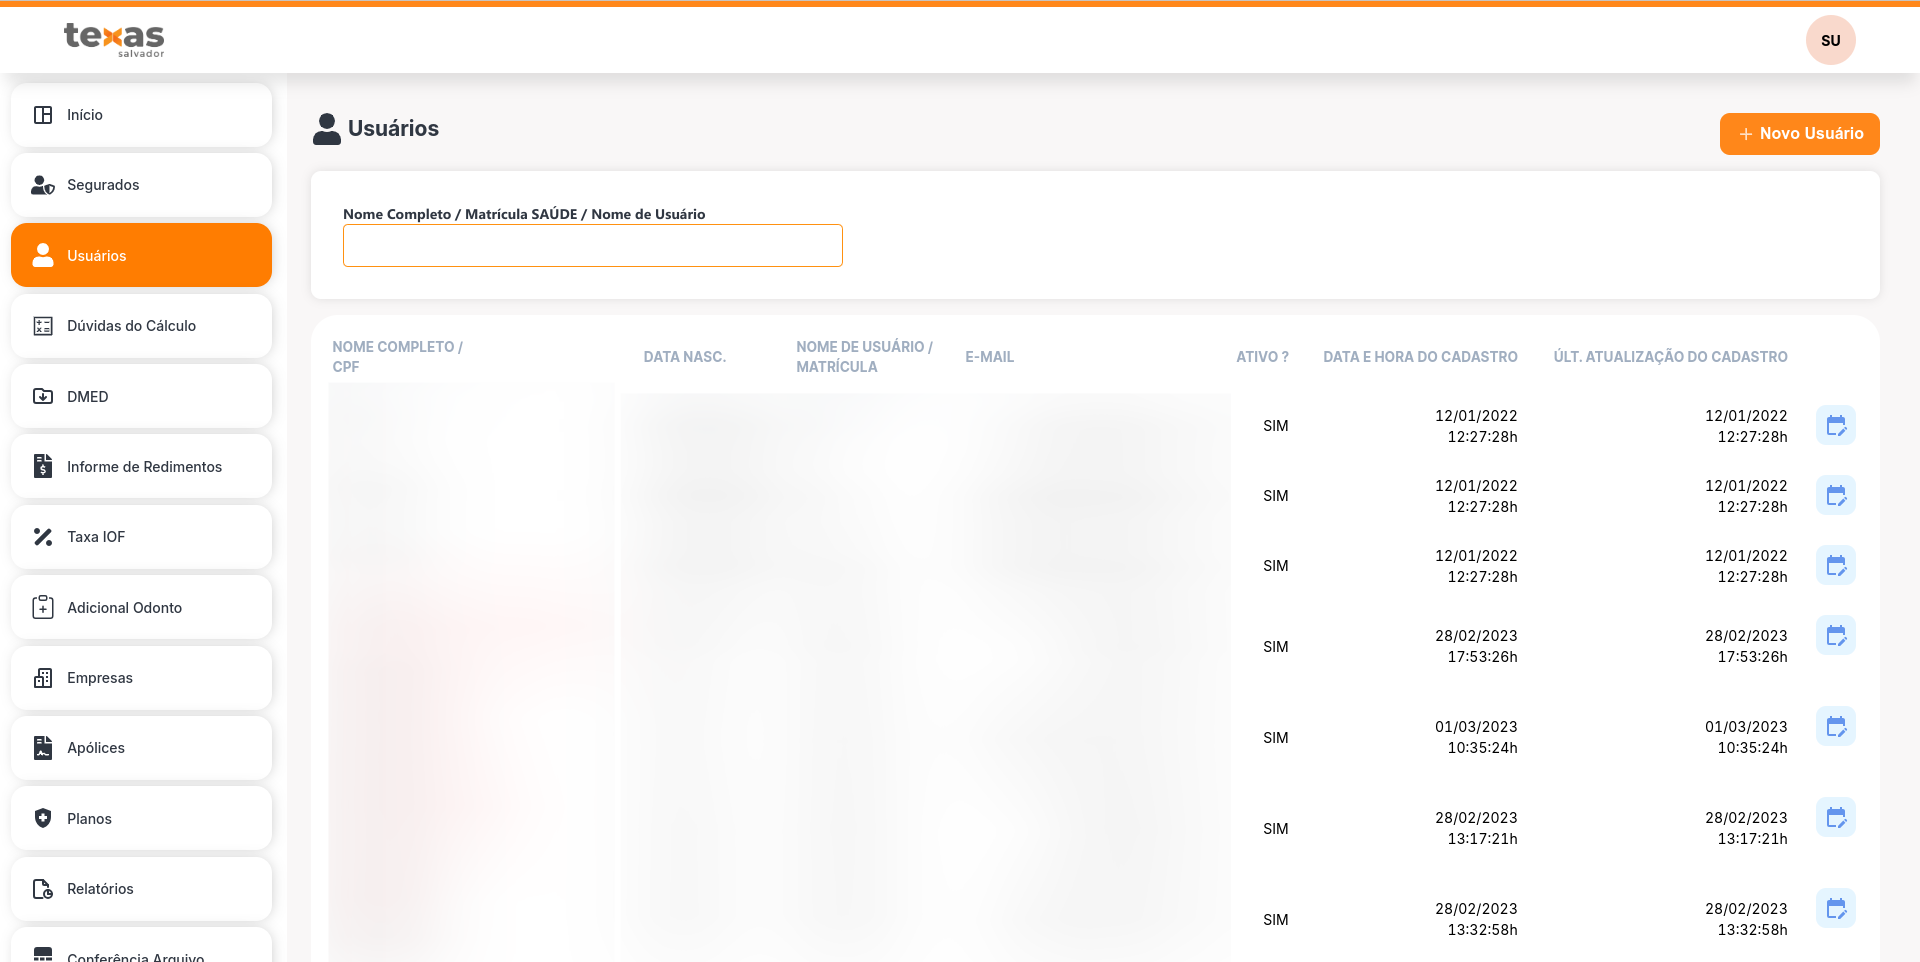 texas
salvador
SU
Início
Segurados
Usuários
Dúvidas do Cálculo
DMED
Informe de Redimentos
Taxa IOF
Adicional Odonto
Empresas
Apólices
Planos
Relatórios
Conferência Arquivo
Usuários
+ Novo Usuário
Nome Completo / Matrícula SAÚDE / Nome de Usuário
NOME COMPLETO /
CPF
DATA NASC.
NOME DE USUÁRIO /
MATRÍCULA
E-MAIL
ATIVO ?
DATA E HORA DO CADASTRO
ÚLT. ATUALIZAÇÃO DO CADASTRO
SIM
12/01/2022
12:27:28h
12/01/2022
12:27:28h
SIM
12/01/2022
12:27:28h
12/01/2022
12:27:28h
SIM
12/01/2022
12:27:28h
12/01/2022
12:27:28h
SIM
28/02/2023
17:53:26h
28/02/2023
17:53:26h
SIM
01/03/2023
10:35:24h
01/03/2023
10:35:24h
SIM
28/02/2023
13:17:21h
28/02/2023
13:17:21h
SIM
28/02/2023
13:32:58h
28/02/2023
13:32:58h